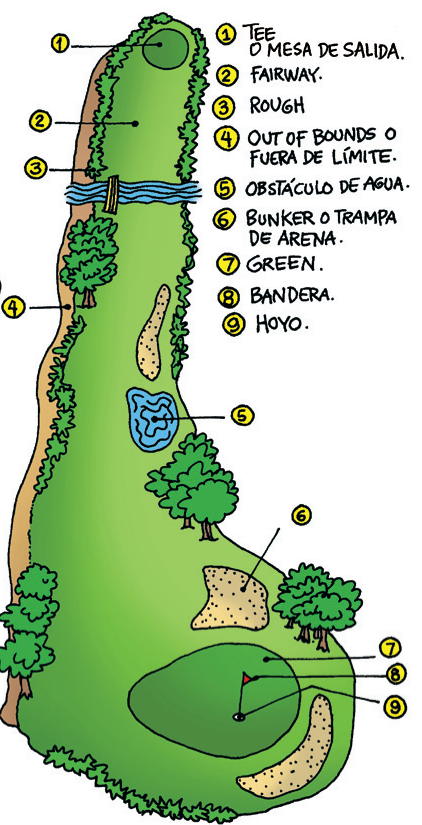 1 TEE
O MESA DE SALIDA.
2 FAIRWAY.
3 ROUGH
4 OUT OF BOUNDS O
FUERA DE LÍMITE.
5 OBSTÁCULO DE AGUA.
6 BUNKER O TRAMPA
DE ARENA.
7 GREEN.
8 BANDERA.
9 HOYO.
1
2
3
4
5
6
7
8
9